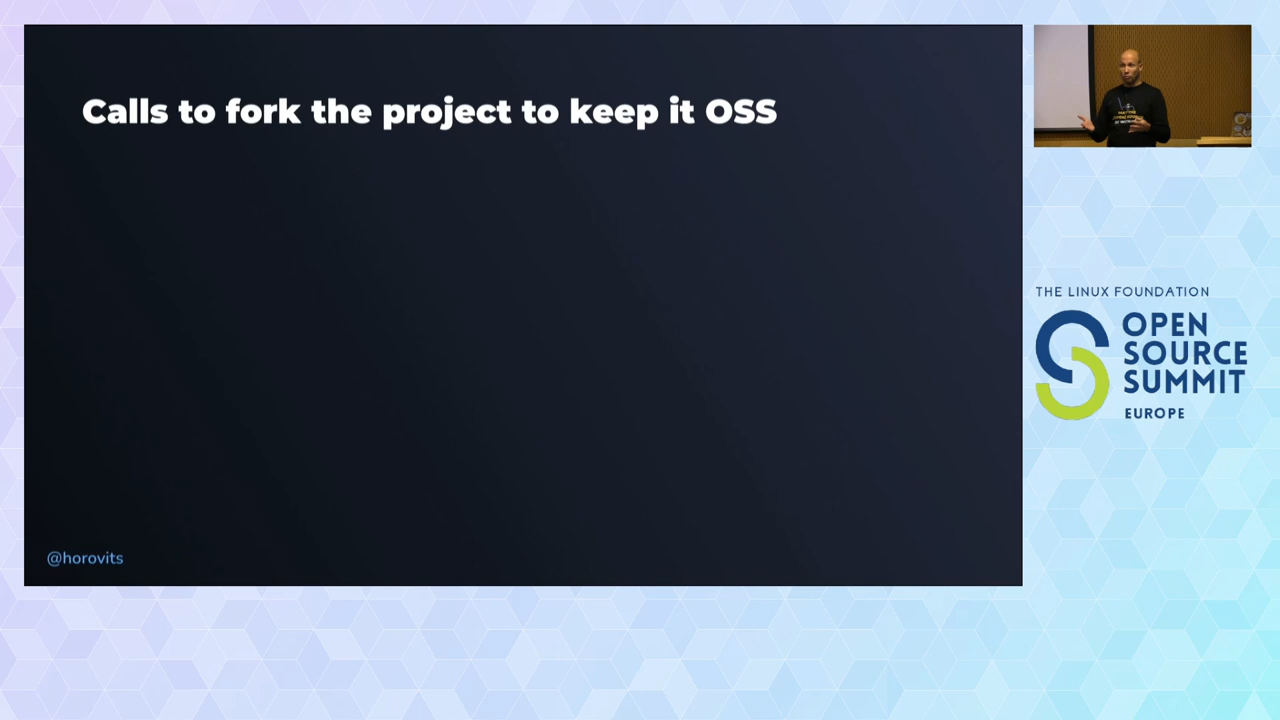 Calls to fork the project to keep it OSS
@horovits
THE LINUX FOUNDATION
OPEN
SOURCE
SUMMIT
EUROPE